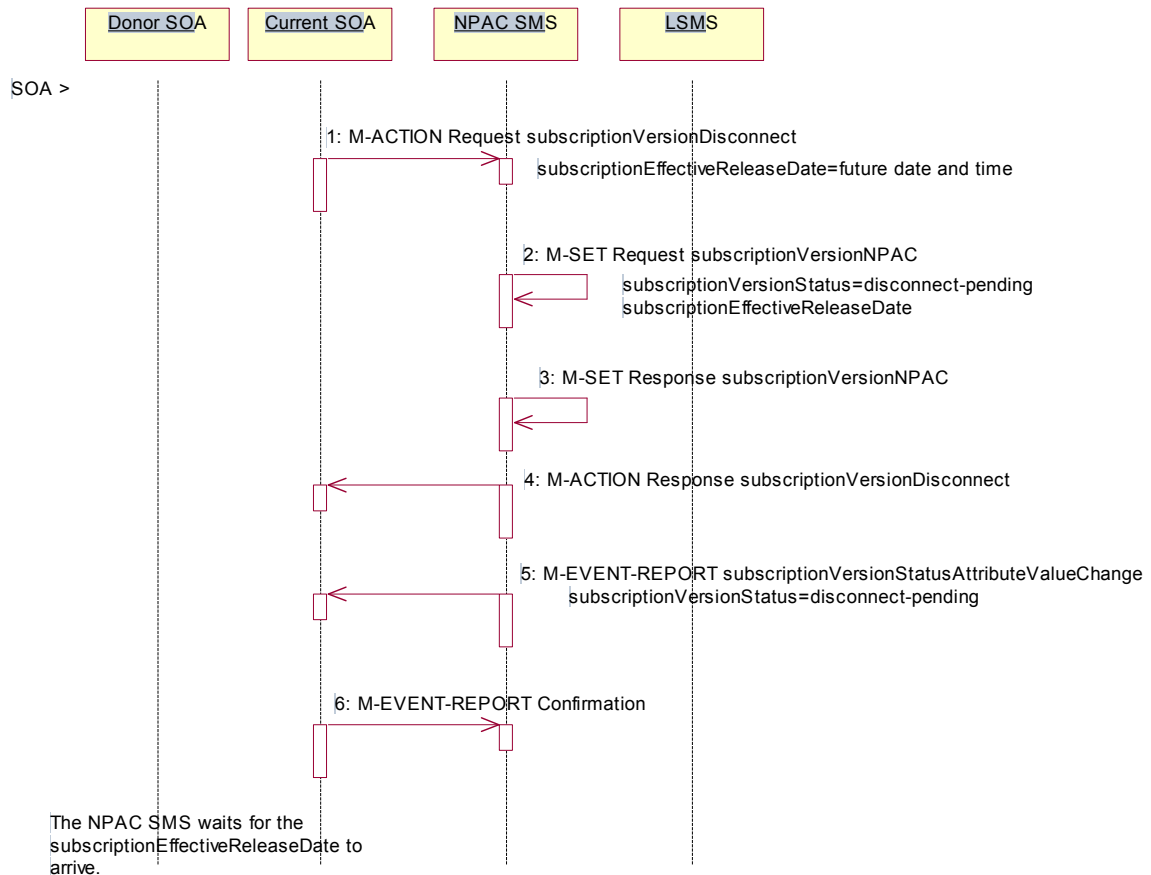 Donor SOA
Current SOA
NPAC SMS
LSMS
SOA >
1: M-ACTION Request subscriptionVersionDisconnect
subscriptionEffectiveReleaseDate=future date and time
2: M-SET Request subscriptionVersionNPAC
subscriptionVersionStatus=disconnect-pending
subscriptionEffectiveReleaseDate
3: M-SET Response subscriptionVersionNPAC
4: M-ACTION Response subscriptionVersionDisconnect
5: M-EVENT-REPORT subscriptionVersionStatusAttributeValueChange
subscriptionVersionStatus=disconnect-pending
6: M-EVENT-REPORT Confirmation
The NPAC SMS waits for the
subscriptionEffectiveReleaseDate to
arrive.